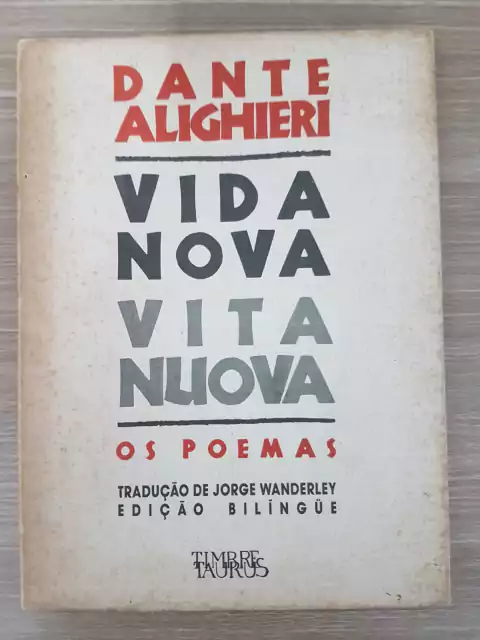 DANTE
ALIGHIERI
VIDA
NOVA
VITA
NUOVA
OS POEMAS
TRADUÇÃO DE JORGE WANDERLEY
EDIÇÃO BILÍNGÜE
TIMBRE
TAURUS